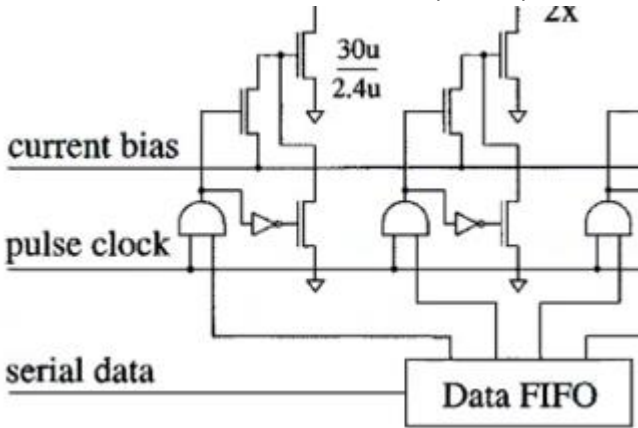 2x
30u
2.4u
current bias
pulse clock
serial data
Data FIFO